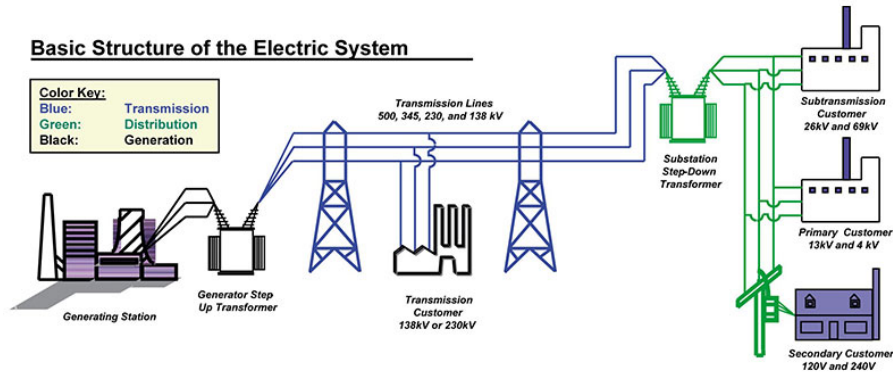 Basic Structure of the Electric System
Color Key:
Blue: Transmission
Green: Distribution
Black: Generation
Transmission Lines
500, 345, 230, and 138 kV
Subtransmission
Customer
26kV and 69kV
Substation
Step-Down
Transformer
Primary Customer
13kV and 4 kV
Generating Station
Generator Step
Up Transformer
Transmission
Customer
138kV or 230kV
Secondary Customer
120V and 240V